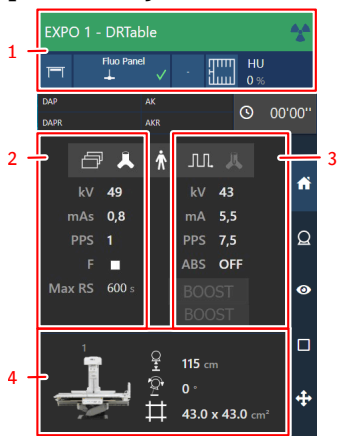 EXPO 1 - DRTable
1
Fluo Panel
-
HU
0 %
DAP
AK
00'00"
DAPR
AKR
2
3
kV 49
kV 43
mAs 0,8
mA 5,5
PPS 1
PPS 7,5
F
ABS OFF
Max RS 600 s
BOOST
BOOST
1
115 cm
4
0 °
43.0 x 43.0 cm²